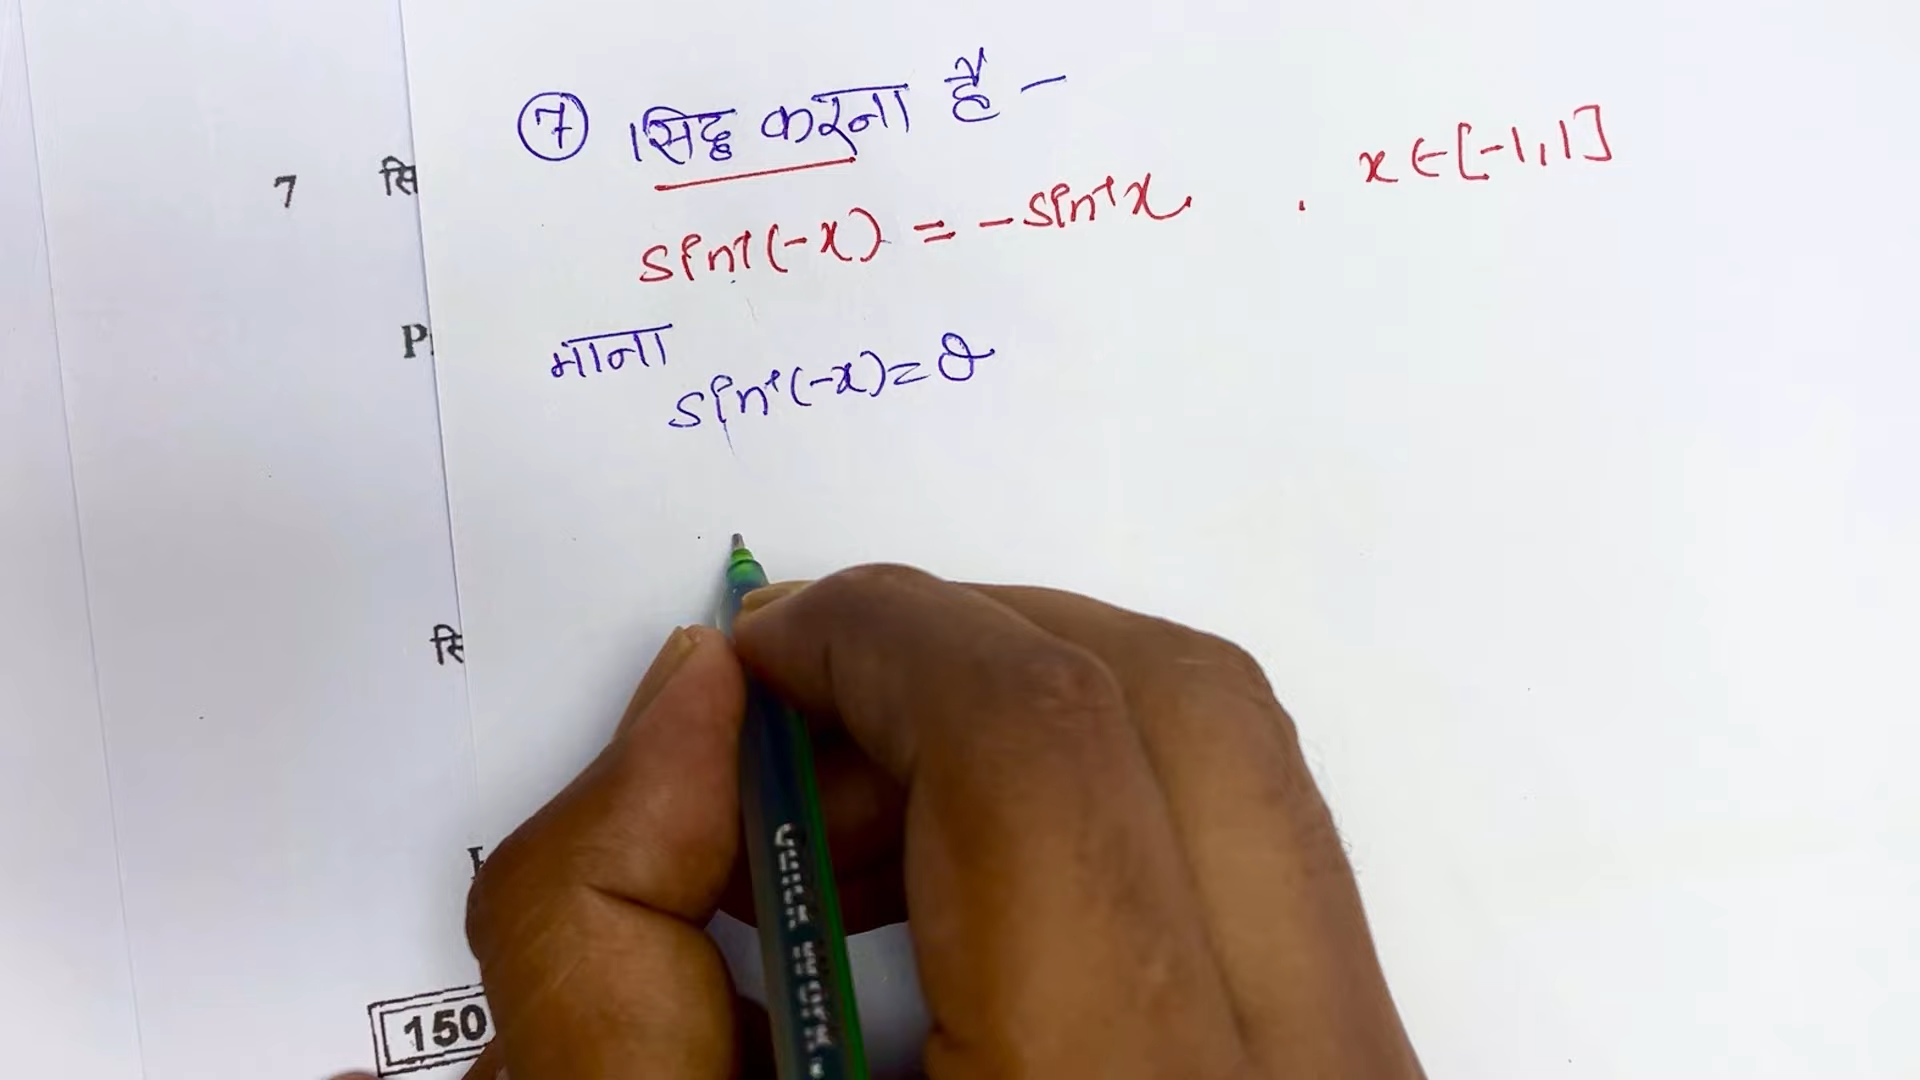 7 सि
P
सि
150
⑦ सिद्ध करना है -
sin⁻¹(-x) = -sin⁻¹x , x ∈ [-1,1]
माना
sin⁻¹(-x) = θ